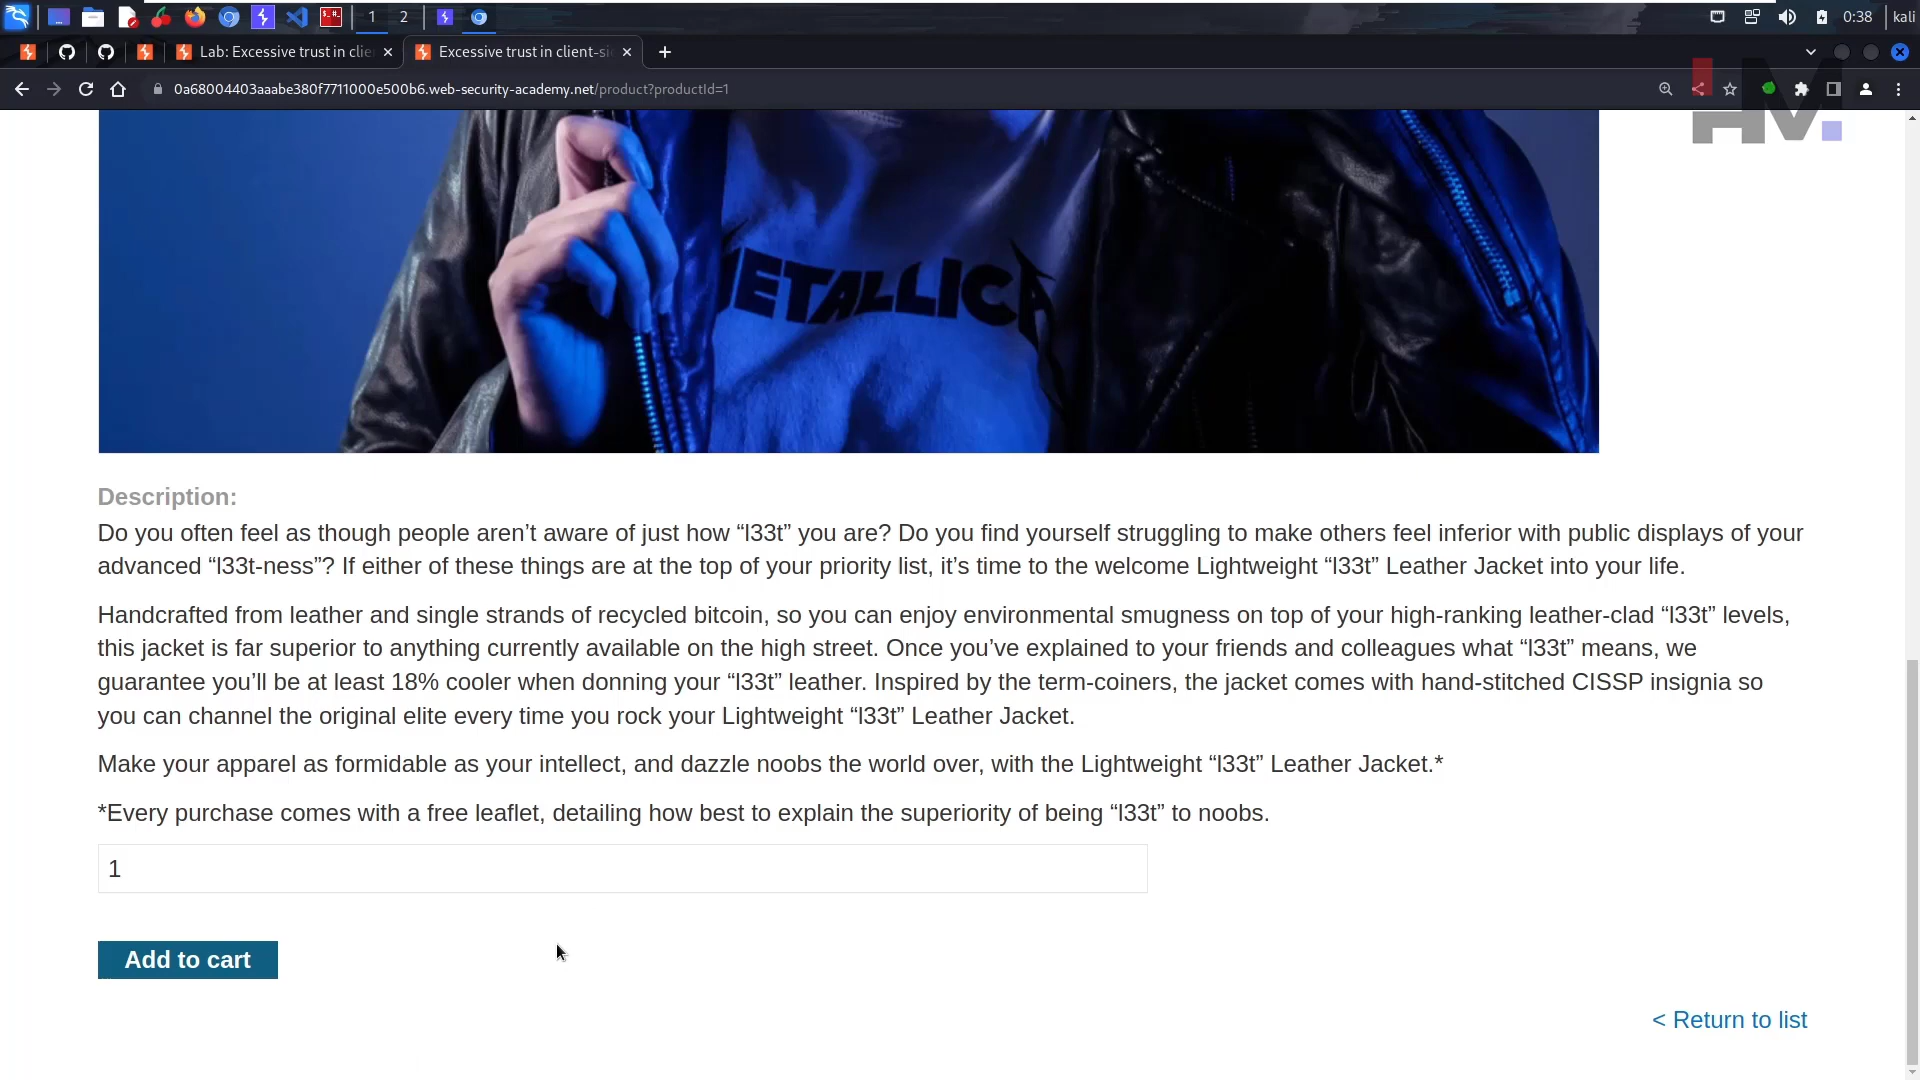 1
2
0:38
kali
Lab: Excessive trust in clie
Excessive trust in client-si
0a68004403aaabe380f7711000e500b6.web-security-academy.net/product?productId=1
HM.
METALLICA
Description:
Do you often feel as though people aren’t aware of just how “l33t” you are? Do you find yourself struggling to make others feel inferior with public displays of your
advanced “l33t-ness”? If either of these things are at the top of your priority list, it’s time to the welcome Lightweight “l33t” Leather Jacket into your life.
Handcrafted from leather and single strands of recycled bitcoin, so you can enjoy environmental smugness on top of your high-ranking leather-clad “l33t” levels,
this jacket is far superior to anything currently available on the high street. Once you’ve explained to your friends and colleagues what “l33t” means, we
guarantee you’ll be at least 18% cooler when donning your “l33t” leather. Inspired by the term-coiners, the jacket comes with hand-stitched CISSP insignia so
you can channel the original elite every time you rock your Lightweight “l33t” Leather Jacket.
Make your apparel as formidable as your intellect, and dazzle noobs the world over, with the Lightweight “l33t” Leather Jacket.*
*Every purchase comes with a free leaflet, detailing how best to explain the superiority of being “l33t” to noobs.
1
Add to cart
< Return to list